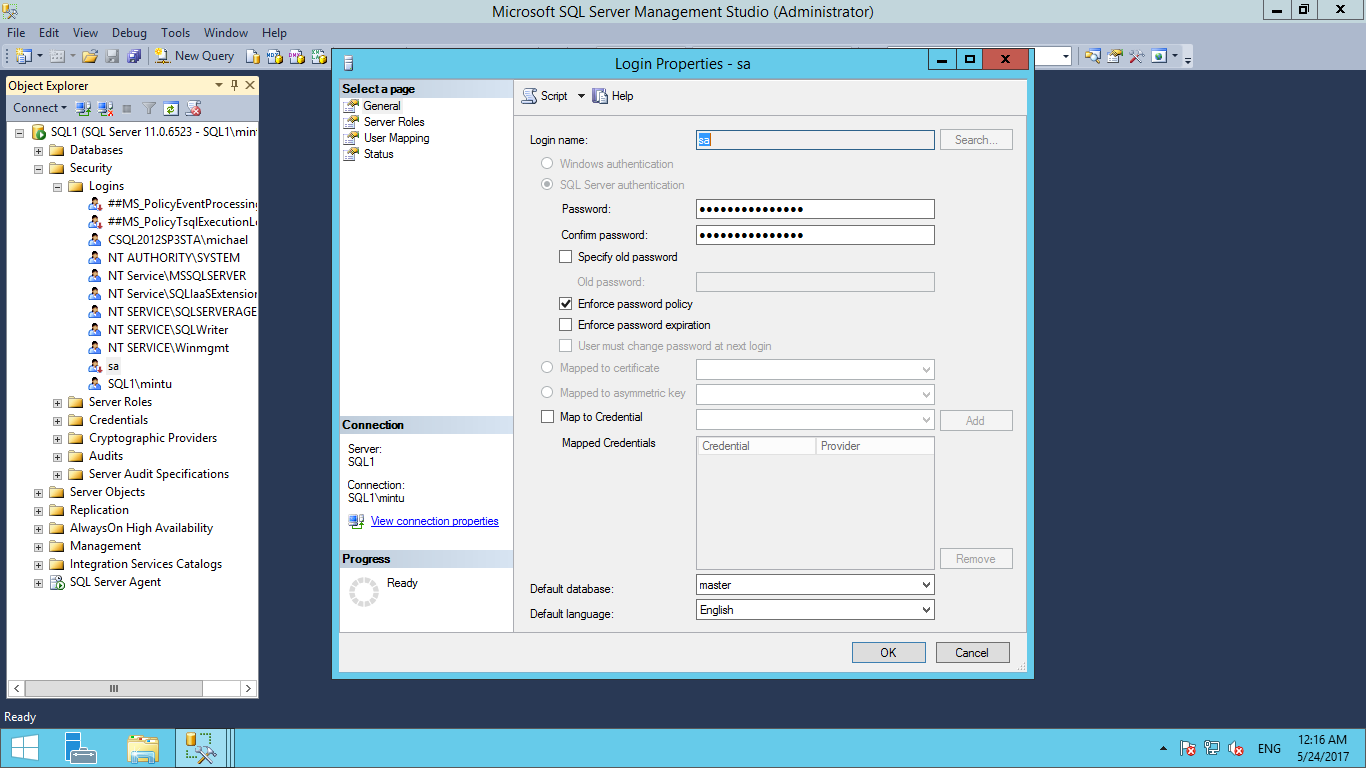 Microsoft SQL Server Management Studio (Administrator)
File Edit View Debug Tools Window Help
New Query
Object Explorer
Connect
SQL1 (SQL Server 11.0.6523 - SQL1\min
Databases
Security
Logins
##MS_PolicyEventProcessing
##MS_PolicyTsqlExecutionL
CSQL2012SP3STA\michael
NT AUTHORITY\SYSTEM
NT Service\MSSQLSERVER
NT Service\SQLIaaSExtension
NT SERVICE\SQLSERVERAGE
NT SERVICE\SQLWriter
NT SERVICE\Winmgmt
sa
SQL1\mintu
Server Roles
Credentials
Cryptographic Providers
Audits
Server Audit Specifications
Server Objects
Replication
AlwaysOn High Availability
Management
Integration Services Catalogs
SQL Server Agent
Ready
Login Properties - sa
Select a page
General
Server Roles
User Mapping
Status
Connection
Server:
SQL1
Connection:
SQL1\mintu
View connection properties
Progress
Ready
Script Help
Login name: sa Search...
Windows authentication
SQL Server authentication
Password: ●●●●●●●●●●●●●●●
Confirm password: ●●●●●●●●●●●●●●●
Specify old password
Old password:
Enforce password policy
Enforce password expiration
User must change password at next login
Mapped to certificate
Mapped to asymmetric key
Map to Credential Add
Mapped Credentials Credential Provider
Remove
Default database: master
Default language: English
OK Cancel
ENG 12:16 AM
5/24/2017